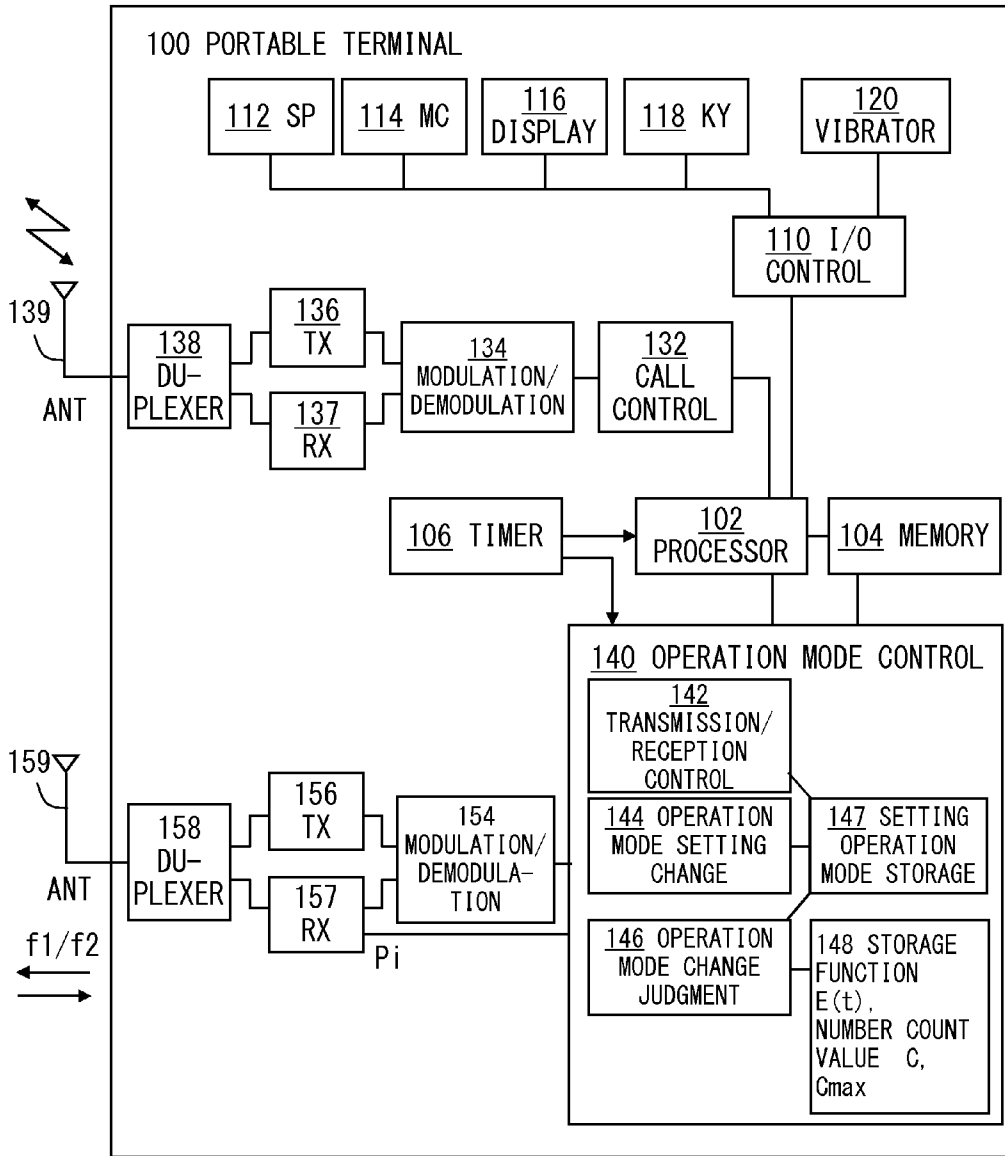 100 PORTABLE TERMINAL
112 SP
114 MC
116
DISPLAY
118 KY
120
VIBRATOR
110 I/O
CONTROL
139
ANT
138
DU-
PLEXER
136
TX
137
RX
134
MODULATION/
DEMODULATION
132
CALL
CONTROL
106 TIMER
102
PROCESSOR
104 MEMORY
140 OPERATION MODE CONTROL
142
TRANSMISSION/
RECEPTION
CONTROL
144 OPERATION
MODE SETTING
CHANGE
147 SETTING
OPERATION
MODE STORAGE
146 OPERATION
MODE CHANGE
JUDGMENT
148 STORAGE
FUNCTION
E(t),
NUMBER COUNT
VALUE C,
Cmax
159
ANT
f1/f2
158
DU-
PLEXER
156
TX
157
RX
Pi
154
MODULATION/
DEMODULA-
TION